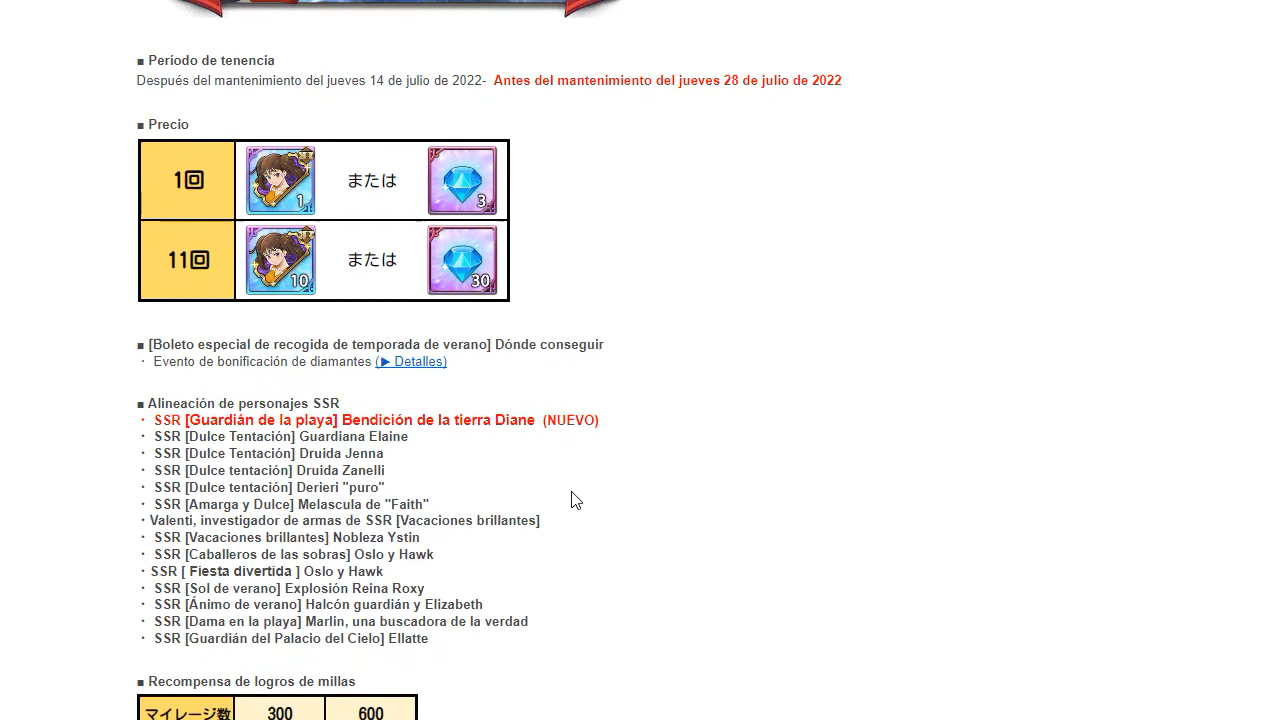 ■ Período de tenencia
Después del mantenimiento del jueves 14 de julio de 2022- Antes del mantenimiento del jueves 28 de julio de 2022
■ Precio
1回 1 または 3
11回 10 または 30
■ [Boleto especial de recogida de temporada de verano] Dónde conseguir
・ Evento de bonificación de diamantes (▶ Detalles)
■ Alineación de personajes SSR
・ SSR [Guardián de la playa] Bendición de la tierra Diane (NUEVO)
・ SSR [Dulce Tentación] Guardiana Elaine
・ SSR [Dulce Tentación] Druida Jenna
・ SSR [Dulce tentación] Druida Zanelli
・ SSR [Dulce tentación] Derieri "puro"
・ SSR [Amarga y Dulce] Melascula de "Faith"
・Valenti, investigador de armas de SSR [Vacaciones brillantes]
・ SSR [Vacaciones brillantes] Nobleza Ystin
・ SSR [Caballeros de las sobras] Oslo y Hawk
・ SSR [ Fiesta divertida ] Oslo y Hawk
・ SSR [Sol de verano] Explosión Reina Roxy
・ SSR [Ánimo de verano] Halcón guardián y Elizabeth
・ SSR [Dama en la playa] Marlin, una buscadora de la verdad
・ SSR [Guardián del Palacio del Cielo] Ellatte
■ Recompensa de logros de millas
マイレージ数 300 600